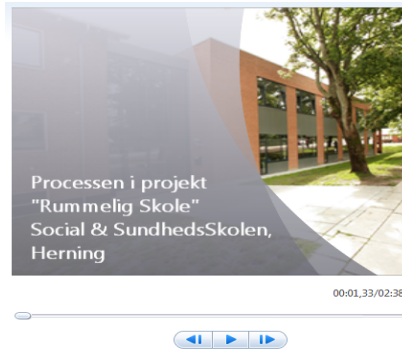 Processen i projekt
"Rummelig Skole"
Social & SundhedsSkolen,
Herning
00:01,33/02:38